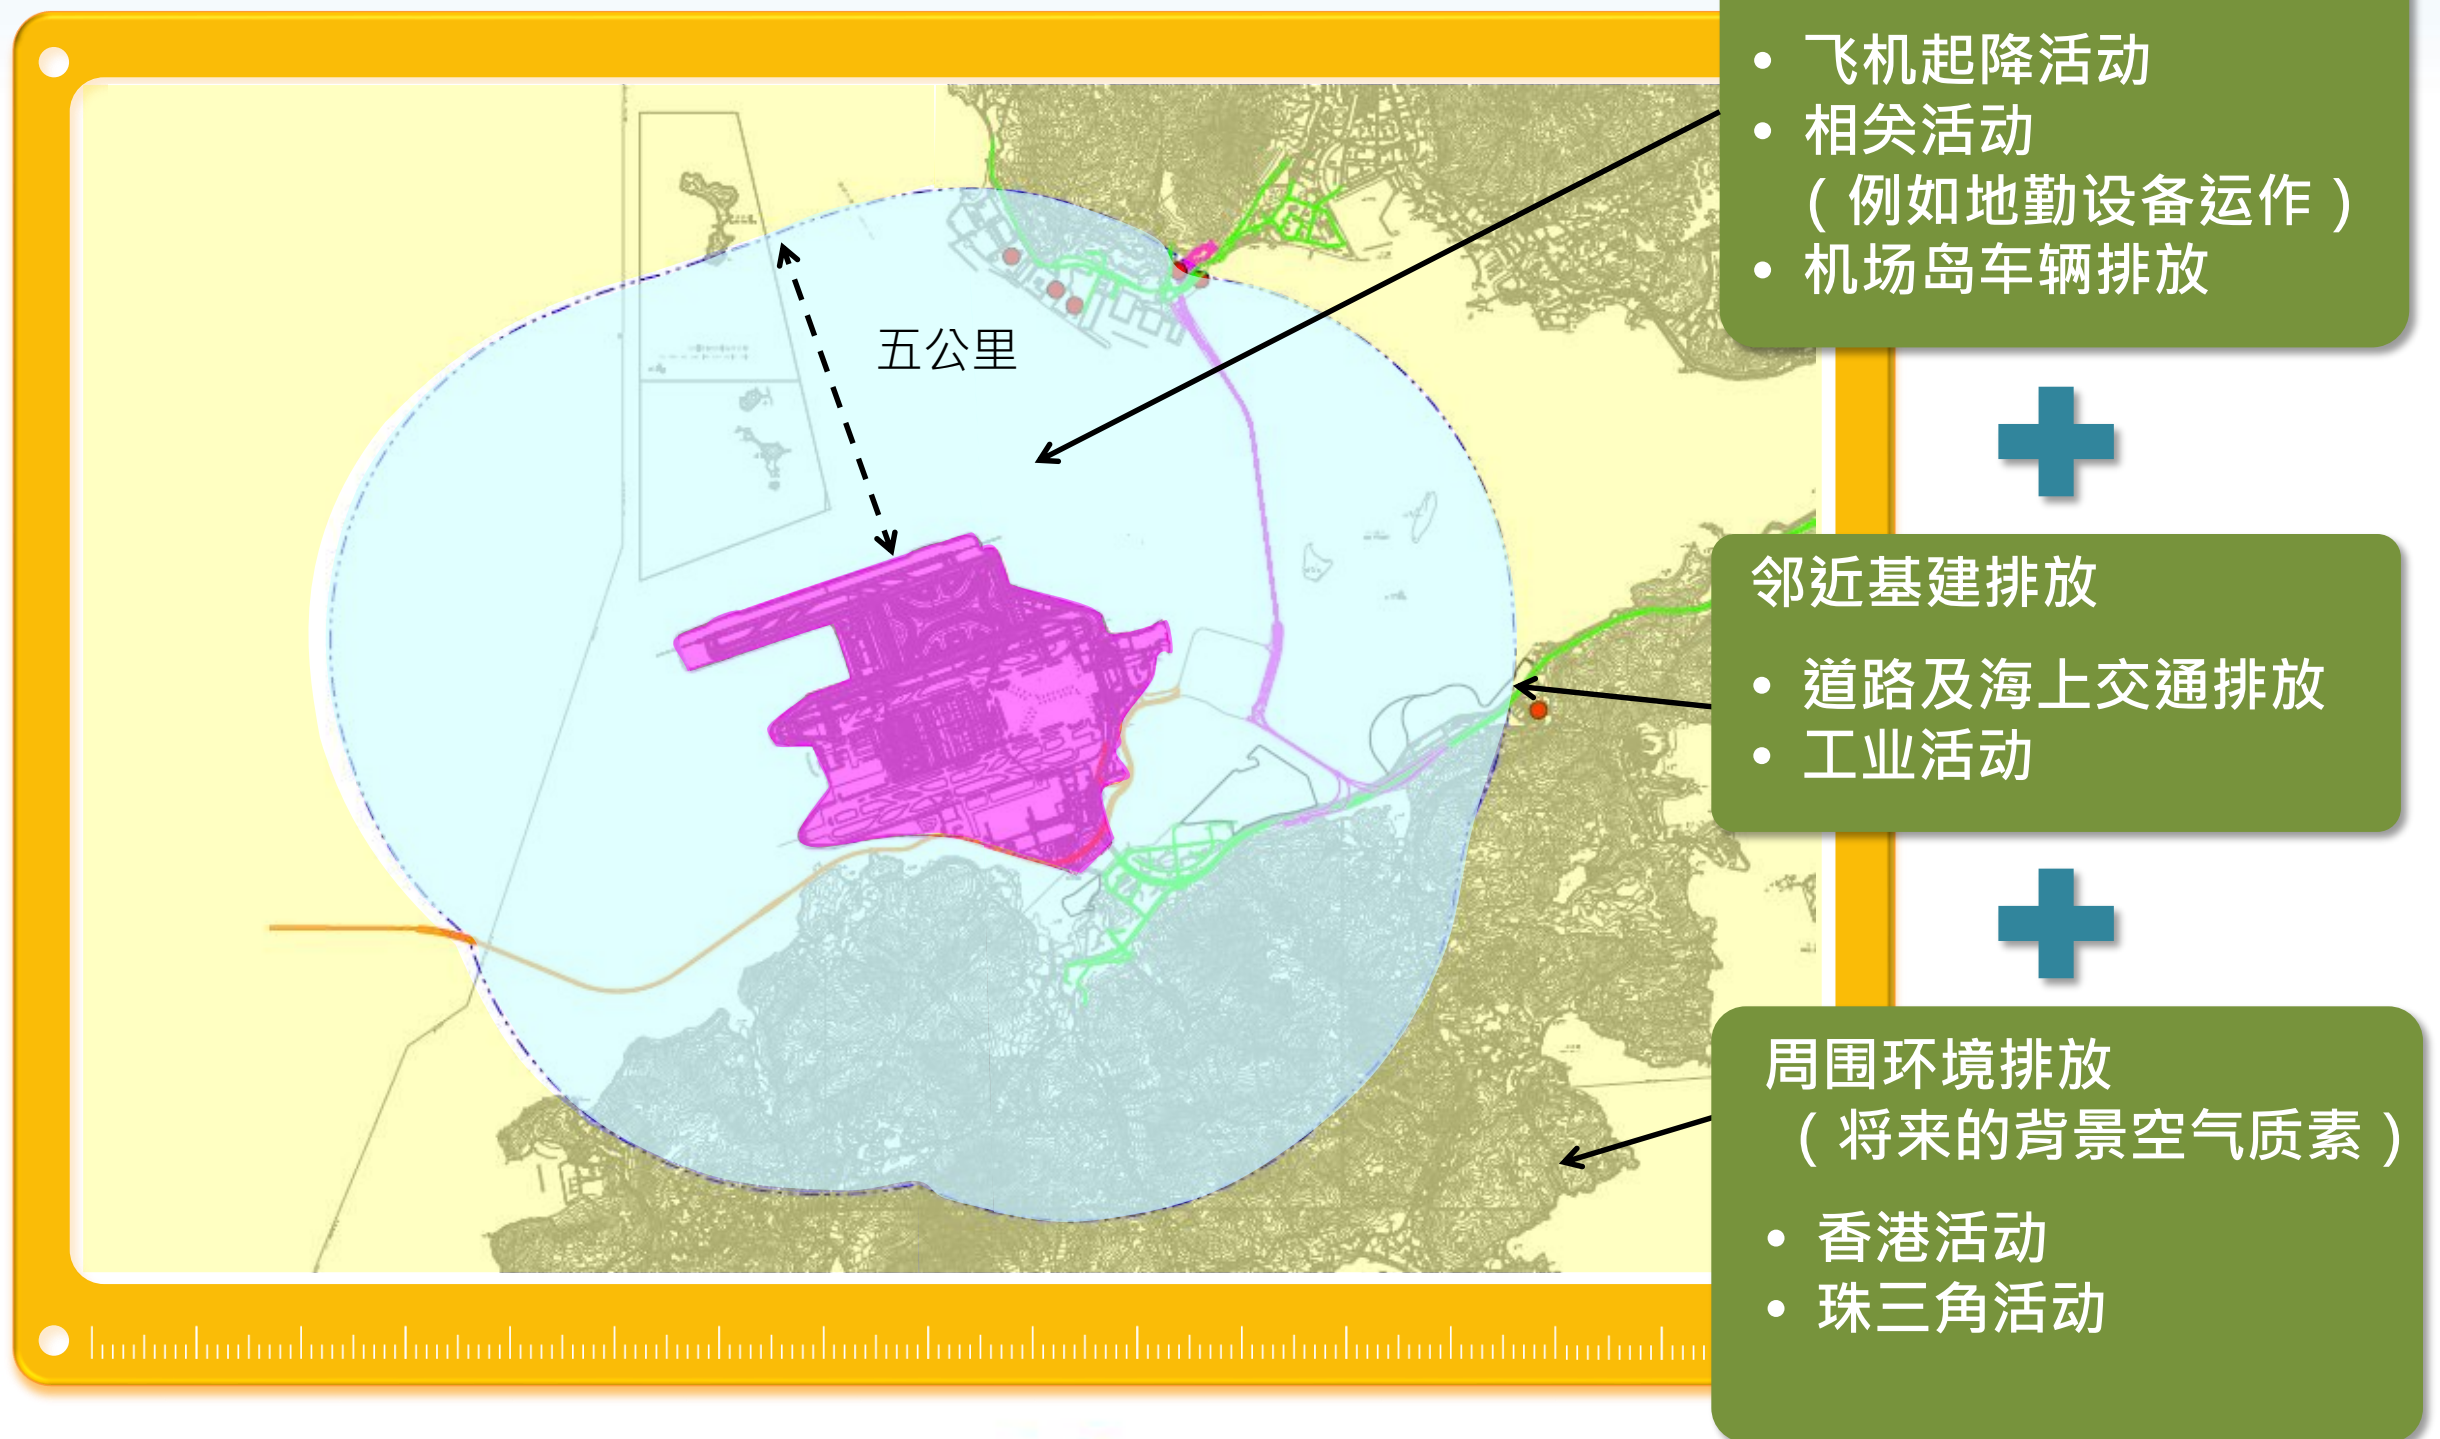 • 飞机起降活动
• 相关活动
（例如地勤设备运作）
• 机场岛车辆排放
五公里
邻近基建排放
• 道路及海上交通排放
• 工业活动
周围环境排放
（将来的背景空气质素）
• 香港活动
• 珠三角活动